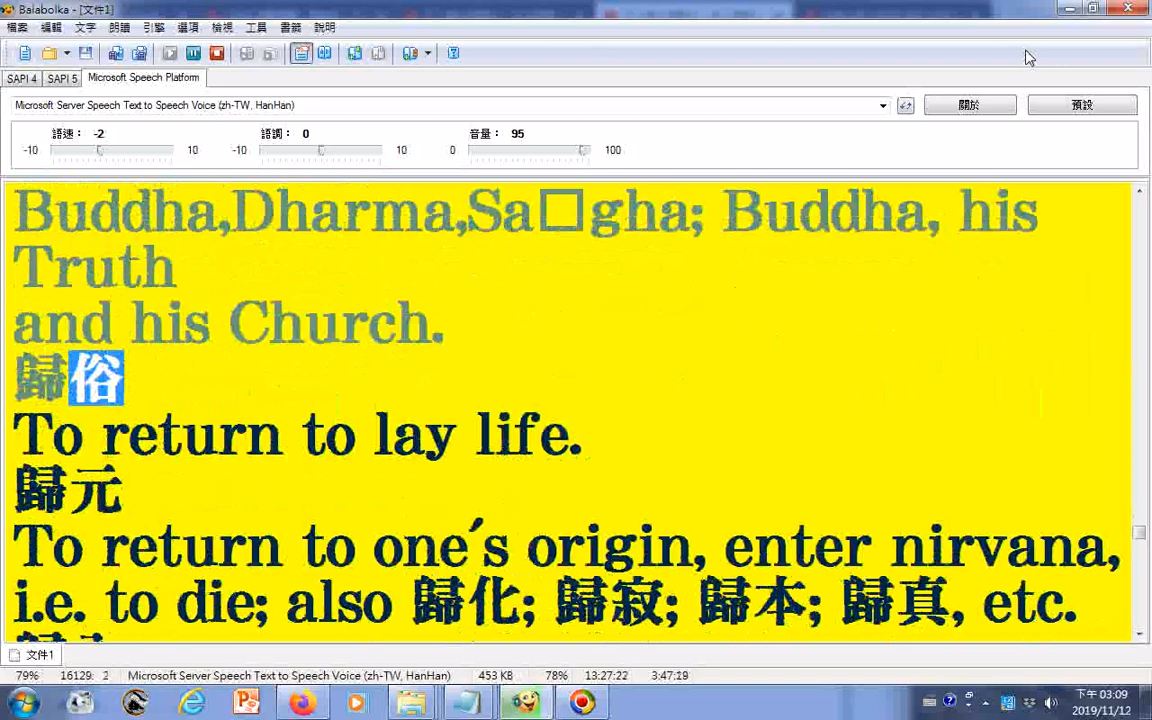 Balabolka - [文件1]
檔案 編輯 文字 朗讀 引擎 選項 檢視 工具 書籤 說明
SAPI 4 SAPI 5 Microsoft Speech Platform
Microsoft Server Speech Text to Speech Voice (zh-TW, HanHan) 關於 預設
語速： -2 語調： 0 音量： 95
-10 10 -10 10 0 100
Buddha,Dharma,Sa□gha; Buddha, his
Truth
and his Church.
歸俗
To return to lay life.
歸元
To return to one's origin, enter nirvana,
i.e. to die; also 歸化; 歸寂; 歸本; 歸真, etc.
文件1
79% 16129: 2 Microsoft Server Speech Text to Speech Voice (zh-TW, HanHan) 453 KB 78% 13:27:22 3:47:19
下午 03:09
2019/11/12